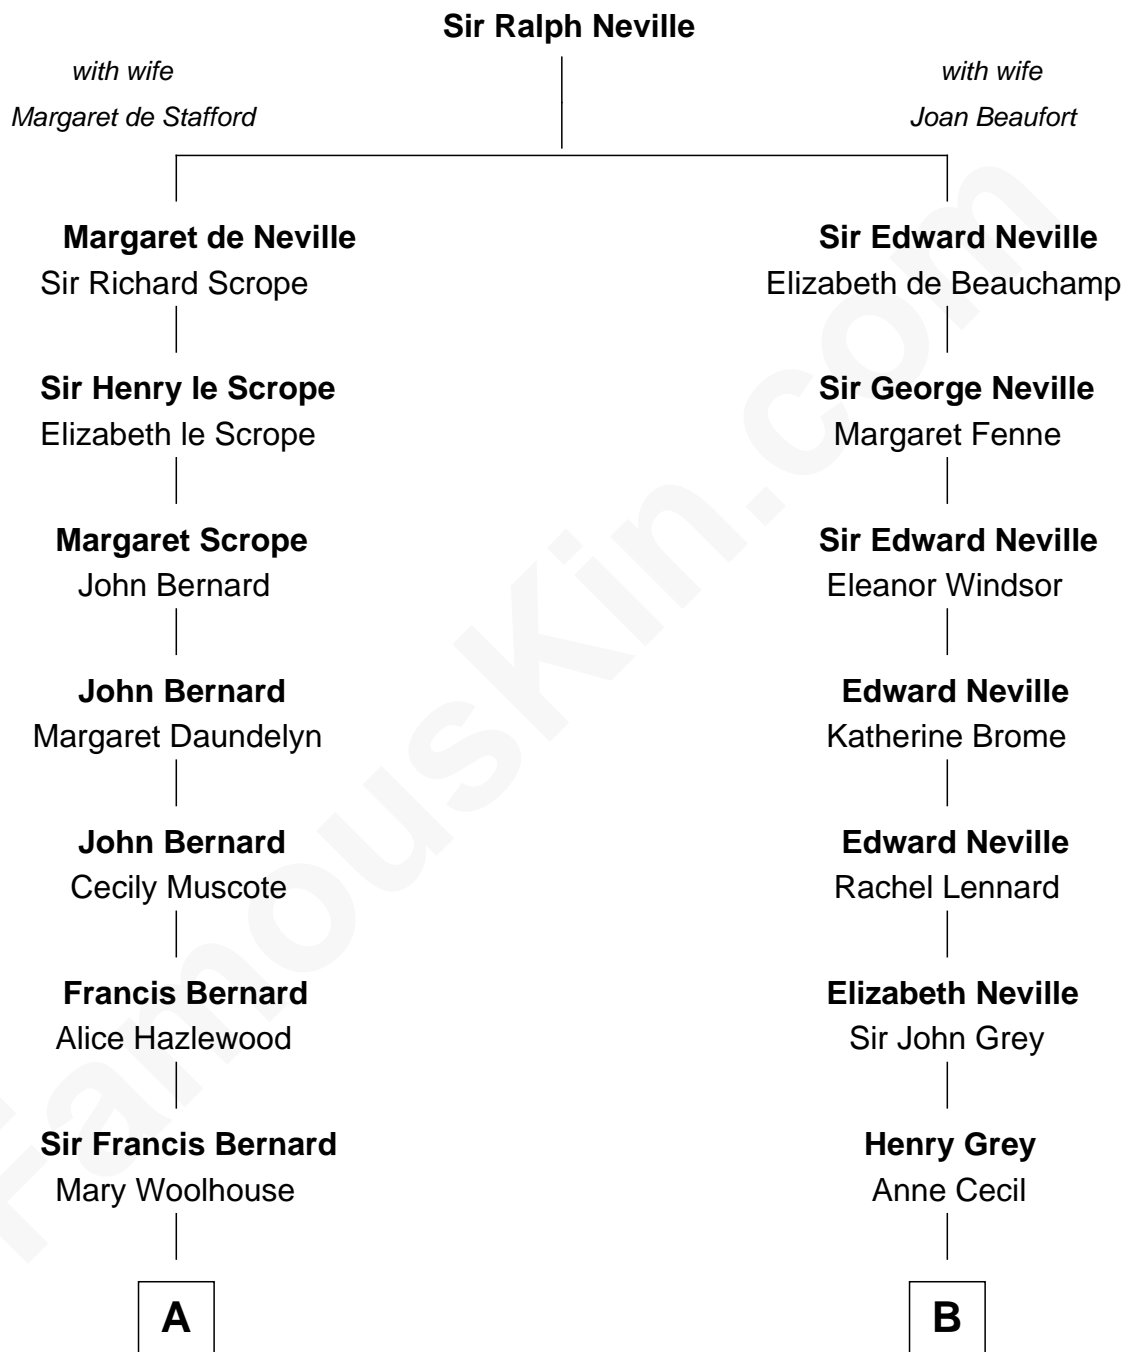 Sir Ralph Neville
with wife
Margaret de Stafford
with wife
Joan Beaufort
Margaret de Neville
Sir Richard Scrope
Sir Edward Neville
Elizabeth de Beauchamp
Sir Henry le Scrope
Elizabeth le Scrope
Sir George Neville
Margaret Fenne
Margaret Scrope
John Bernard
Sir Edward Neville
Eleanor Windsor
John Bernard
Margaret Daundelyn
Edward Neville
Katherine Brome
John Bernard
Cecily Muscote
Edward Neville
Rachel Lennard
Francis Bernard
Alice Hazlewood
Elizabeth Neville
Sir John Grey
Sir Francis Bernard
Mary Woolhouse
Henry Grey
Anne Cecil
A
B
FamousKin.com